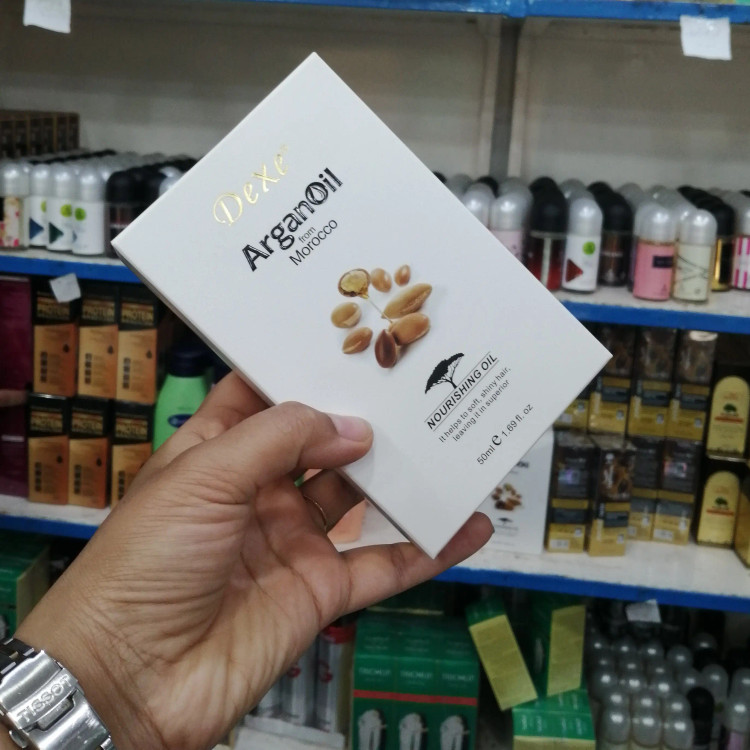 Dexe™
ArganOil
from
Morocco
NOURISHING OIL
it helps to soft, shiny hair,
leaving it in superior
50ml ℮ 1.69 fl. oz
TISSOT